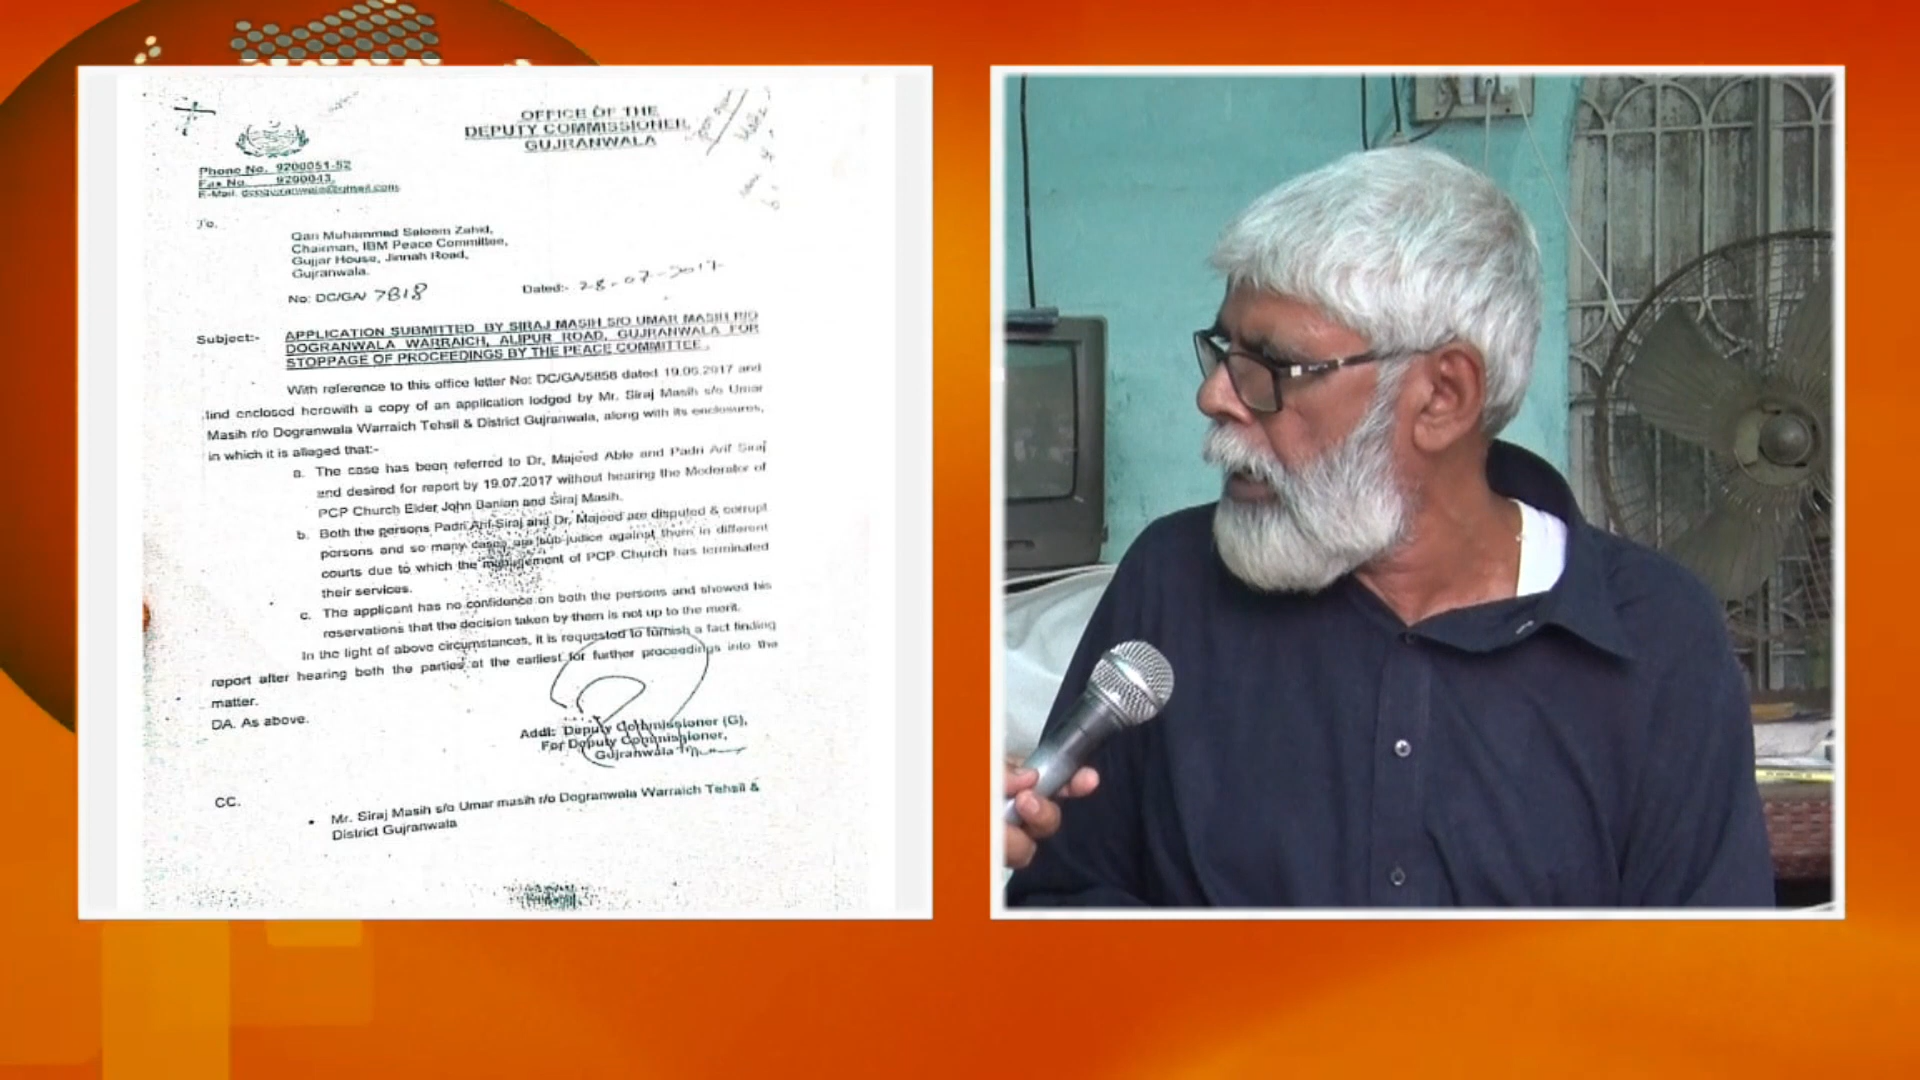 OFFICE OF THE
DEPUTY COMMISSIONER,
GUJRANWALA
Phone No. 9200051-52
Fax No. 9200043,
E-Mail. dcogujranwala@gmail.com
To.
Qari Muhammad Saleem Zahid,
Chairman, IBM Peace Committee,
Gujjar House, Jinnah Road,
Gujranwala.
No: DC/GA/ 7818
Dated:- 28-07-2017
Subject:- APPLICATION SUBMITTED BY SIRAJ MASIH S/O UMAR MASIH R/O
DOGRANWALA WARRAICH, ALIPUR ROAD, GUJRANWALA FOR
STOPPAGE OF PROCEEDINGS BY THE PEACE COMMITTEE.
With reference to this office letter No: DC/GA/5858 dated 19.06.2017 and
find enclosed herewith a copy of an application lodged by Mr. Siraj Masih s/o Umar
Masih r/o Dogranwala Warraich Tehsil & District Gujranwala, along with its enclosures,
in which it is allaged that:-
a. The case has been referred to Dr, Majeed Able and Padri Arif Siraj
and desired for report by 19.07.2017 without hearing the Moderator of
PCP Church Elder John Banian and Siraj Masih.
b. Both the persons Padri Arif Siraj and Dr, Majeed are disputed & corrupt
persons and so many cases are sub-judice against them in different
courts due to which the management of PCP Church has terminated
their services.
c. The applicant has no confidence on both the persons and showed his
reservations that the decision taken by them is not up to the merit.
In the light of above circumstances, it is requested to furnish a fact finding
report after hearing both the parties at the earliest for further proceedings into the
matter.
DA. As above.
Addl: Deputy Commissioner (G),
For Deputy Commissioner,
Gujranwala
CC.
• Mr. Siraj Masih s/o Umar masih r/o Dogranwala Warraich Tehsil &
District Gujranwala